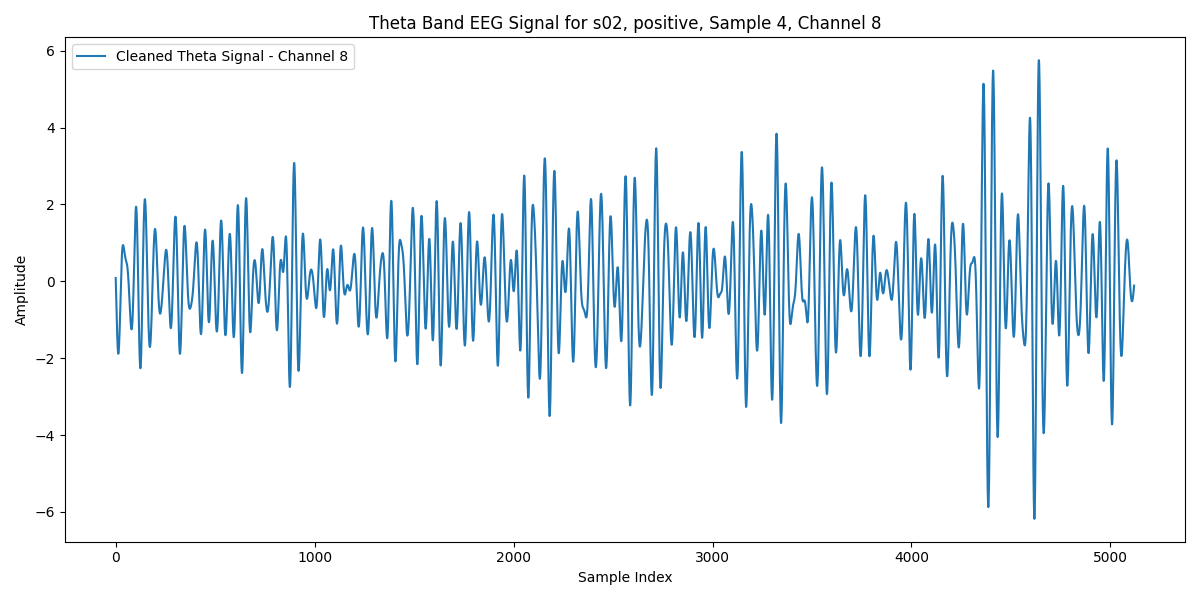 Theta Band EEG Signal for s02, positive, Sample 4, Channel 8
Cleaned Theta Signal - Channel 8
6
4
2
0
−2
−4
−6
Amplitude
0 1000 2000 3000 4000 5000
Sample Index